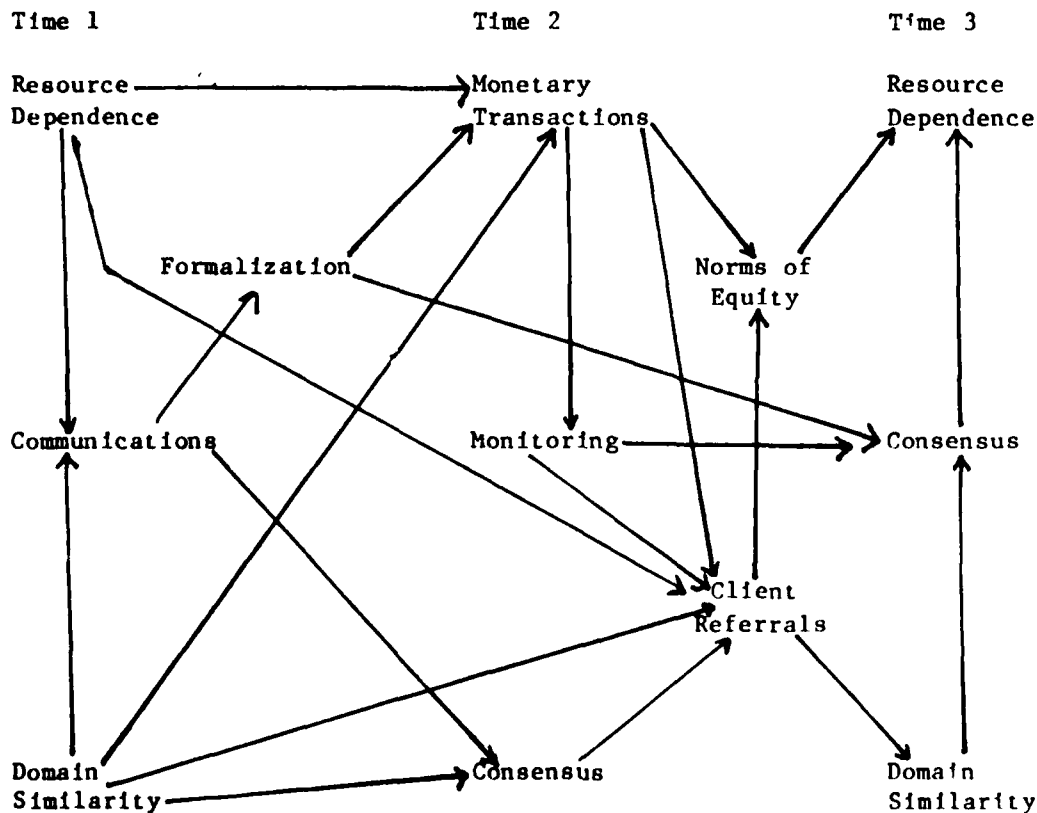 Time 1 Time 2 Time 3
Resource Monetary Resource
Dependence Transactions Dependence
Formalization Norms of
Equity
Communications Monitoring Consensus
Client
Referrals
Domain Consensus Domain
Similarity Similarity